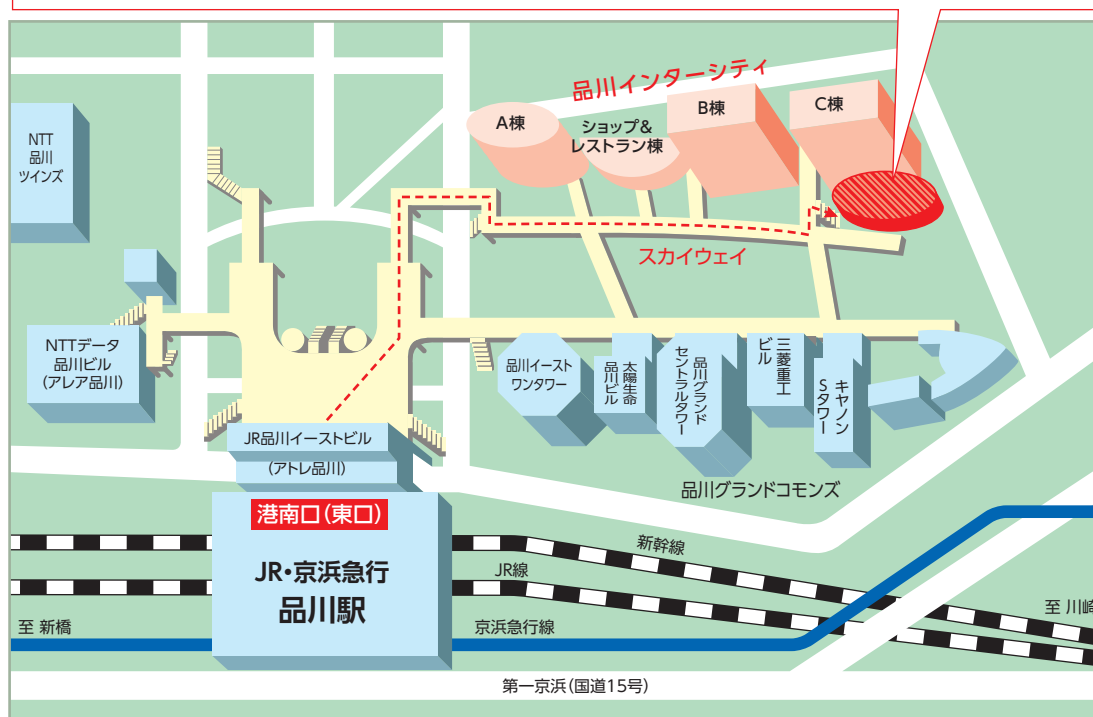 品川インターシティ
A棟
ショップ&
レストラン棟
B棟
C棟
NTT
品川
ツインズ
スカイウェイ
NTTデータ
品川ビル
(アレア品川)
品川イースト
ワンタワー
太陽生命
品川ビル
品川グランド
セントラルタワー
三菱重工
ビル
キヤノン
Sタワー
JR品川イーストビル
(アトレ品川)
品川グランドコモンズ
港南口(東口)
JR・京浜急行
品川駅
新幹線
JR線
至 新橋
京浜急行線
至 川崎
第一京浜(国道15号)